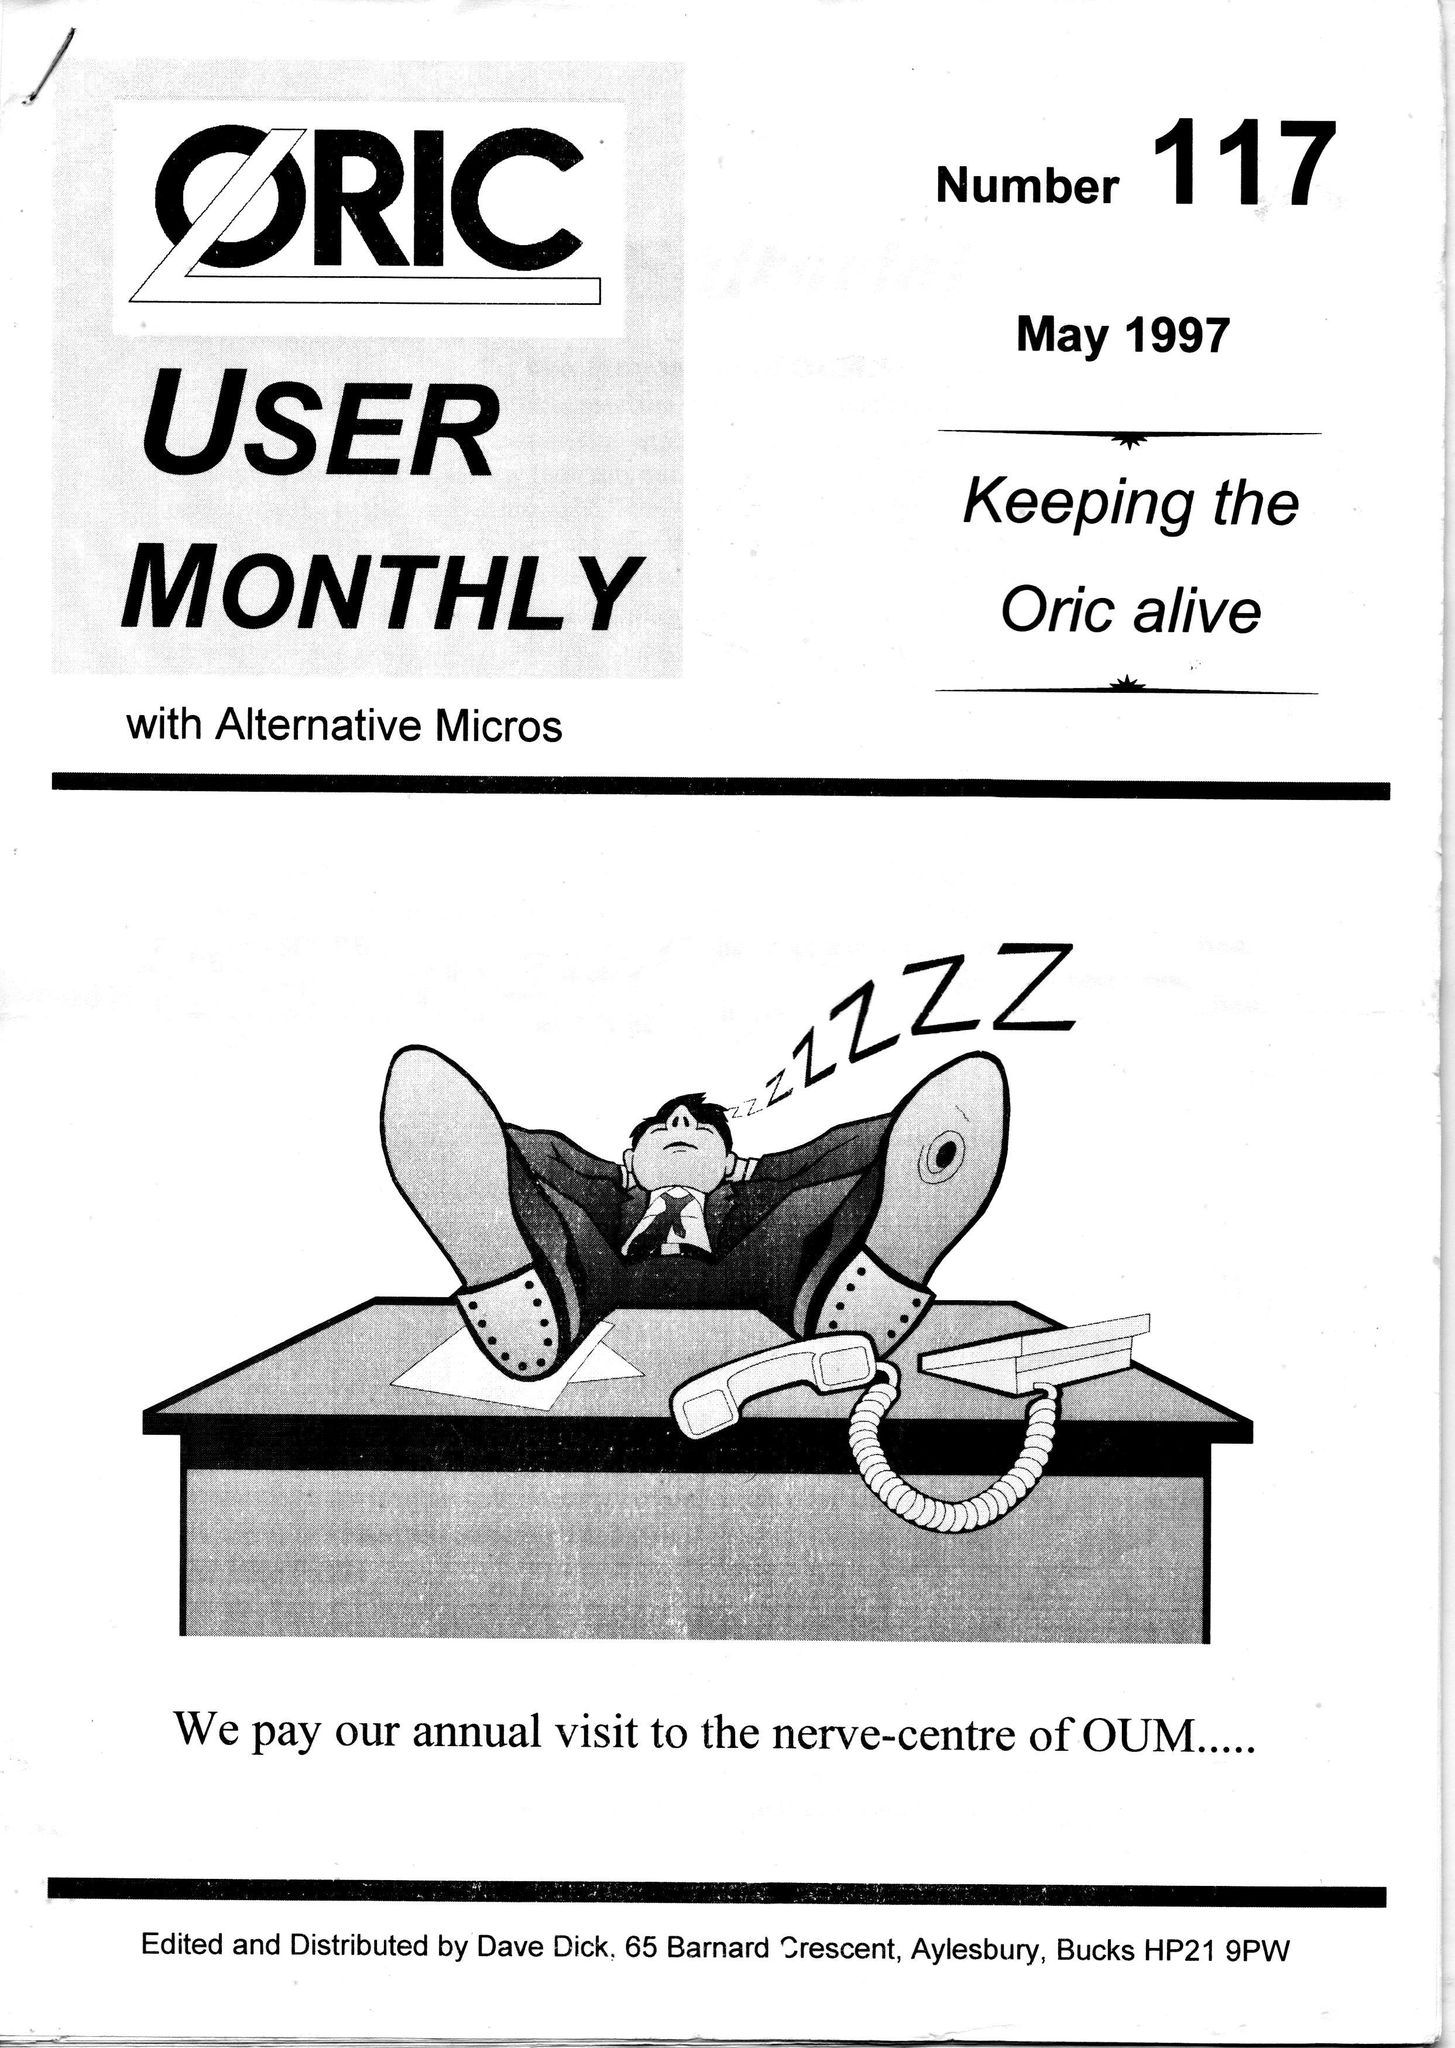 ORIC
USER
MONTHLY
with Alternative Micros
Number 117
May 1997
Keeping the
Oric alive
zzzzzzzz
We pay our annual visit to the nerve-centre of OUM.....
Edited and Distributed by Dave Dick, 65 Barnard Crescent, Aylesbury, Bucks HP21 9PW